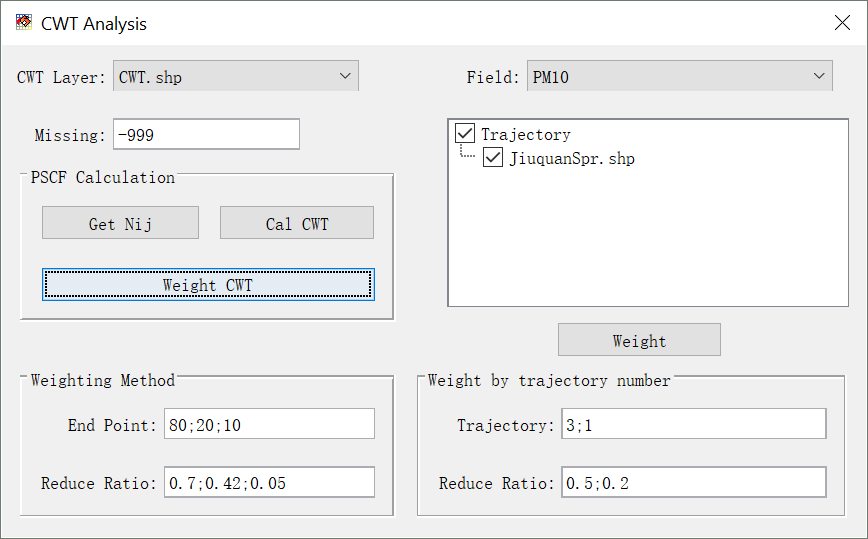 CWT Analysis
CWT Layer: CWT.shp
Field: PM10
Missing: -999
Trajectory
JiuquanSpr.shp
PSCF Calculation
Get Nij
Cal CWT
Weight CWT
Weight
Weighting Method
End Point: 80;20;10
Reduce Ratio: 0.7;0.42;0.05
Weight by trajectory number
Trajectory: 3;1
Reduce Ratio: 0.5;0.2